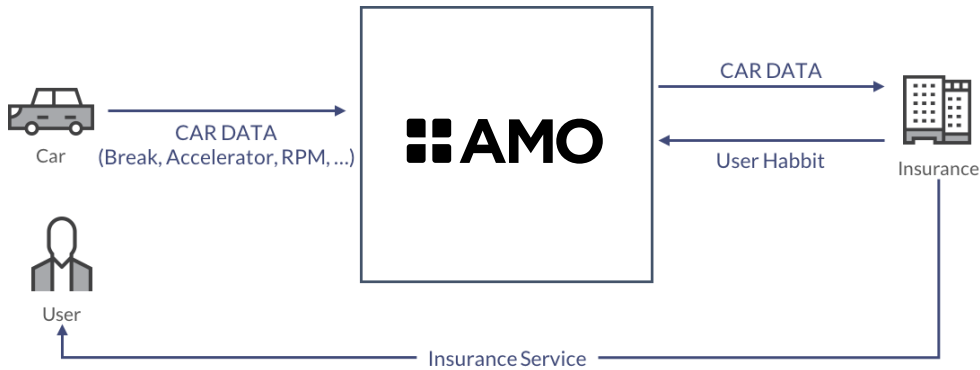 CAR DATA
CAR DATA
(Break, Accelerator, RPM, ...)
Car
AMO
User Habbit
Insurance
User
Insurance Service